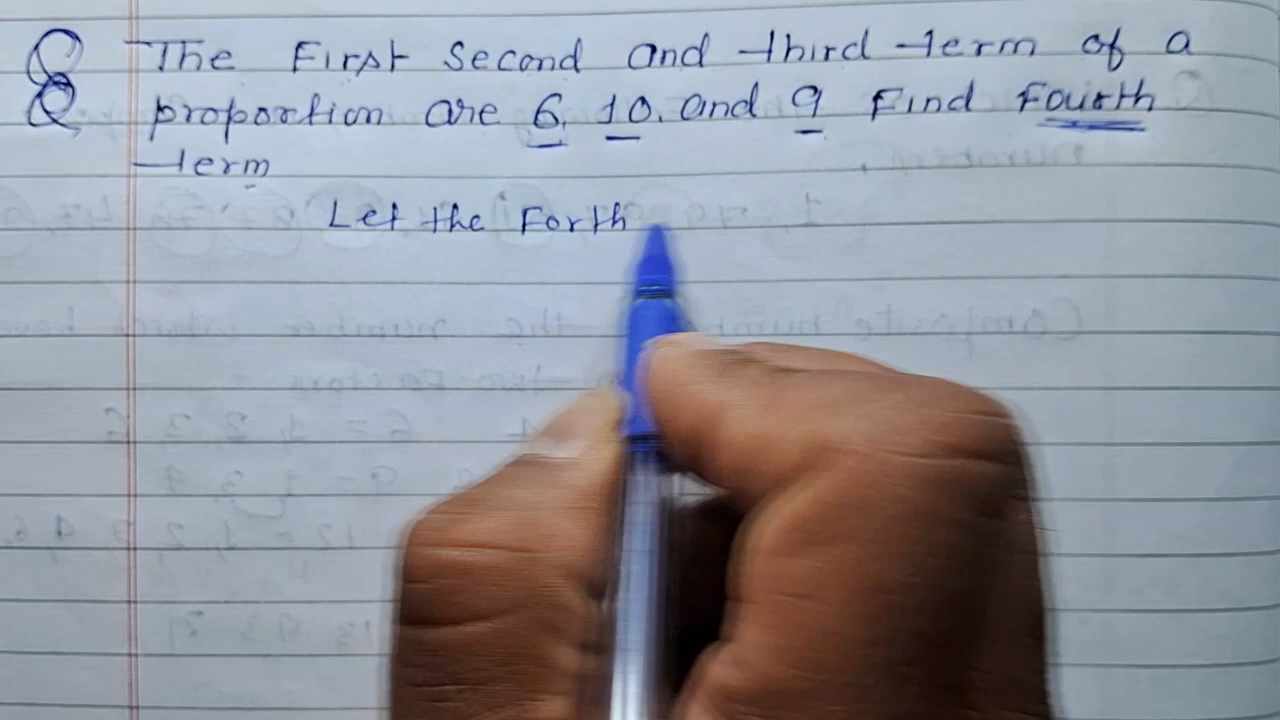 Q The First Second and third term of a
Q proportion are 6, 10, and 9 Find Fourth
term
Let the Forth